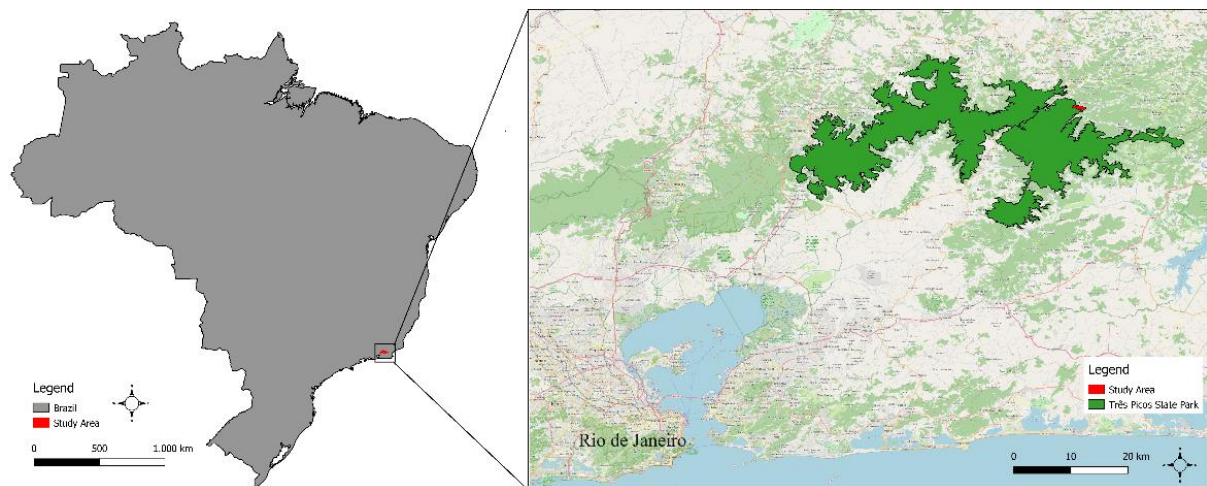 Legend
Brazil
Study Area
0 500 1.000 km
Rio de Janeiro
Legend
Study Area
Três Picos State Park
0 10 20 km